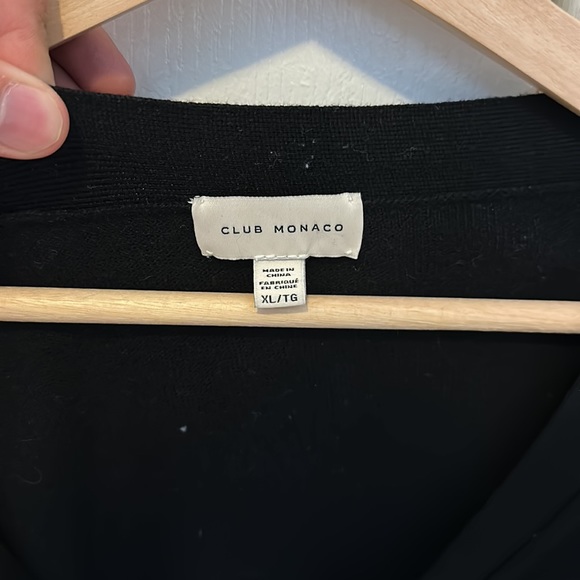 CLUB MONACO
MADE IN
CHINA
FABRIQUÉ
EN CHINE
XL/TG